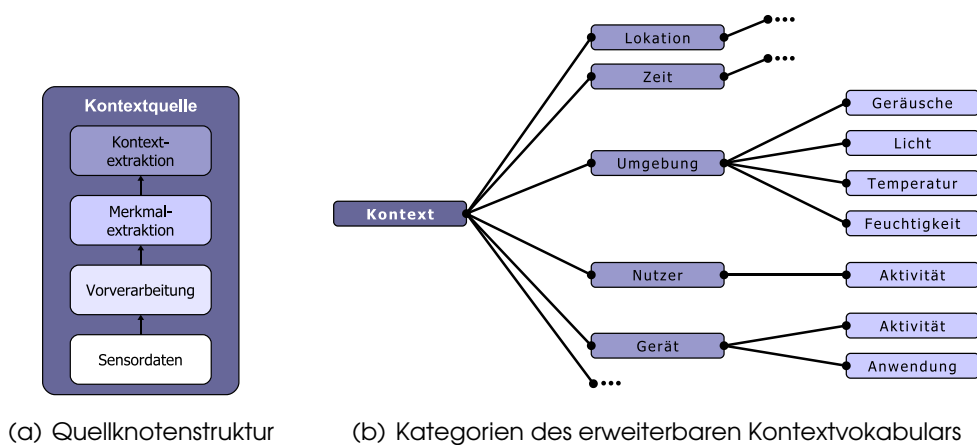 Kontextquelle
Kontext-
extraktion
Merkmal-
extraktion
Vorverarbeitung
Sensordaten
(a) Quellknotenstruktur
Kontext
Lokation
Zeit
Umgebung
Geräusche
Licht
Temperatur
Feuchtigkeit
Nutzer
Aktivität
Gerät
Aktivität
Anwendung
(b) Kategorien des erweiterbaren Kontextvokabulars